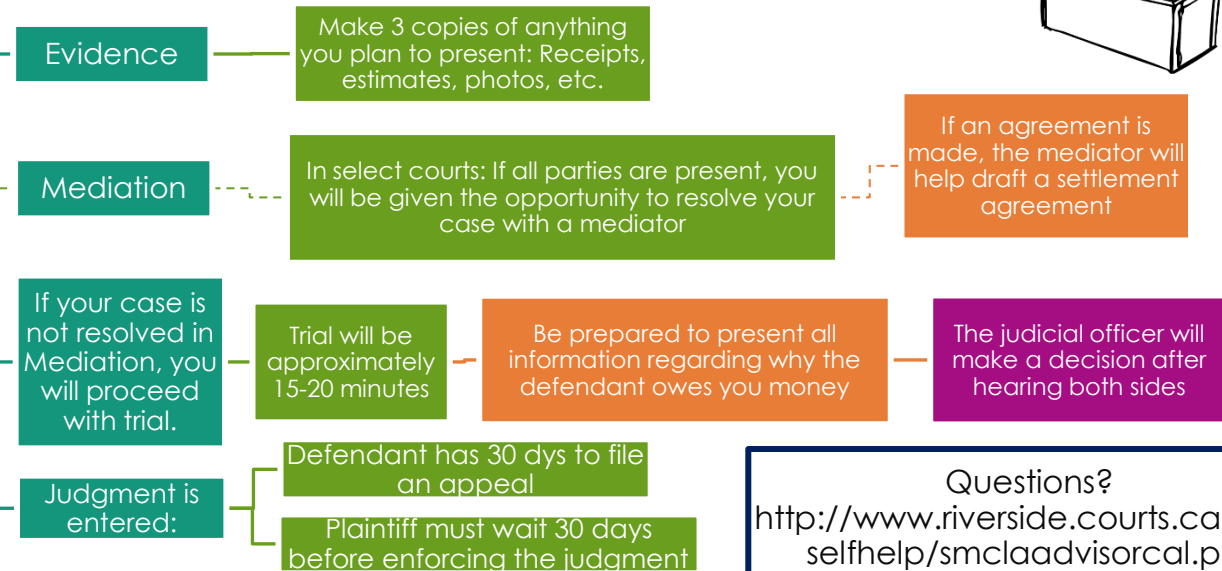 Evidence
Make 3 copies of anything
you plan to present: Receipts,
estimates, photos, etc.
Mediation
In select courts: If all parties are present, you
will be given the opportunity to resolve your
case with a mediator
If an agreement is
made, the mediator will
help draft a settlement
agreement
If your case is
not resolved in
Mediation, you
will proceed
with trial.
Trial will be
approximately
15-20 minutes
Be prepared to present all
information regarding why the
defendant owes you money
The judicial officer will
make a decision after
hearing both sides
Judgment is
entered:
Defendant has 30 dys to file
an appeal
Plaintiff must wait 30 days
before enforcing the judgment
Questions?
http://www.riverside.courts.ca
selfhelp/smclaadvisorcal.p